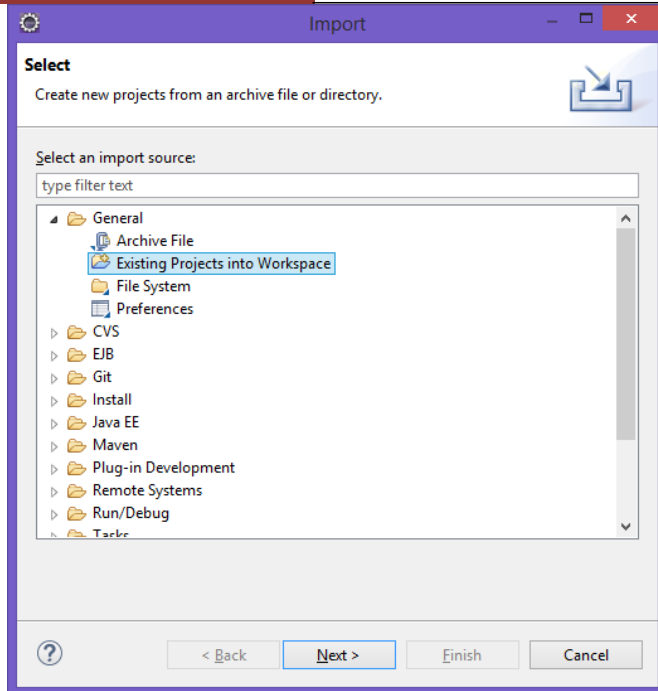 Import
Select
Create new projects from an archive file or directory.
Select an import source:
type filter text
General
Archive File
Existing Projects into Workspace
File System
Preferences
CVS
EJB
Git
Install
Java EE
Maven
Plug-in Development
Remote Systems
Run/Debug
Tasks
< Back Next > Finish Cancel